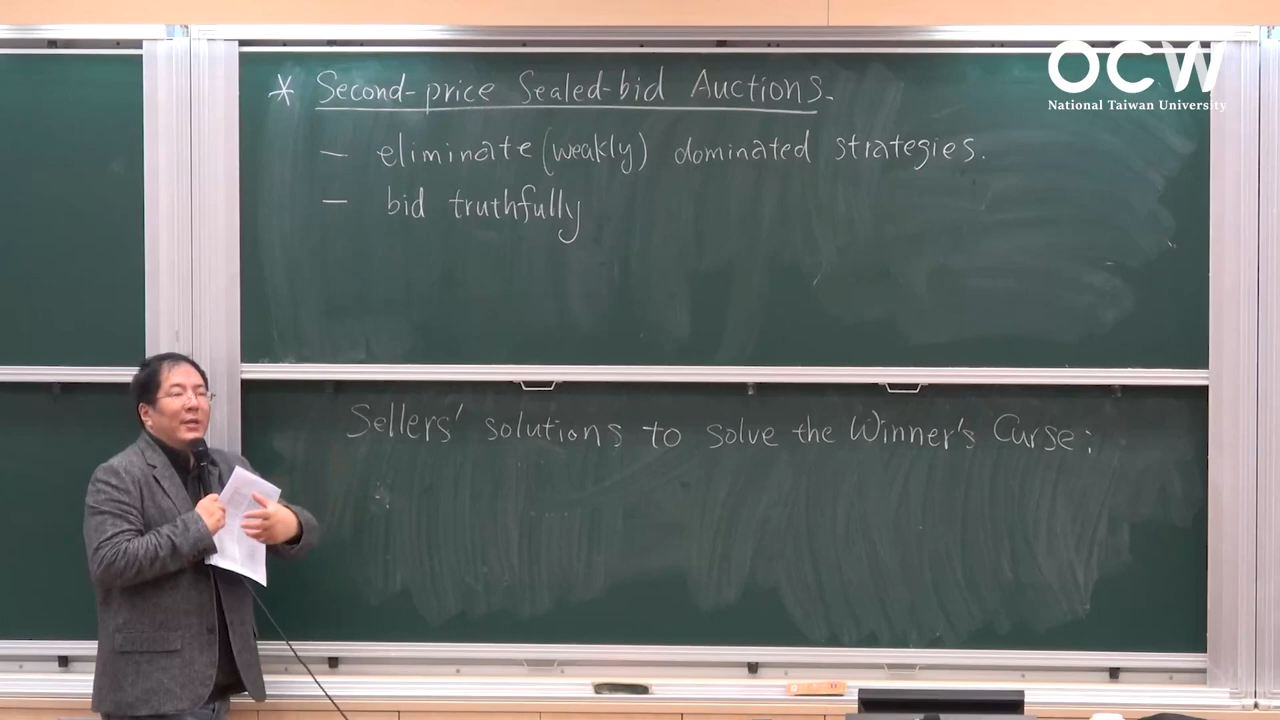 OCW
National Taiwan University
* Second-price Sealed-bid Auctions.
– eliminate (weakly) dominated strategies.
– bid truthfully
Sellers' solutions to solve the Winner's Curse: